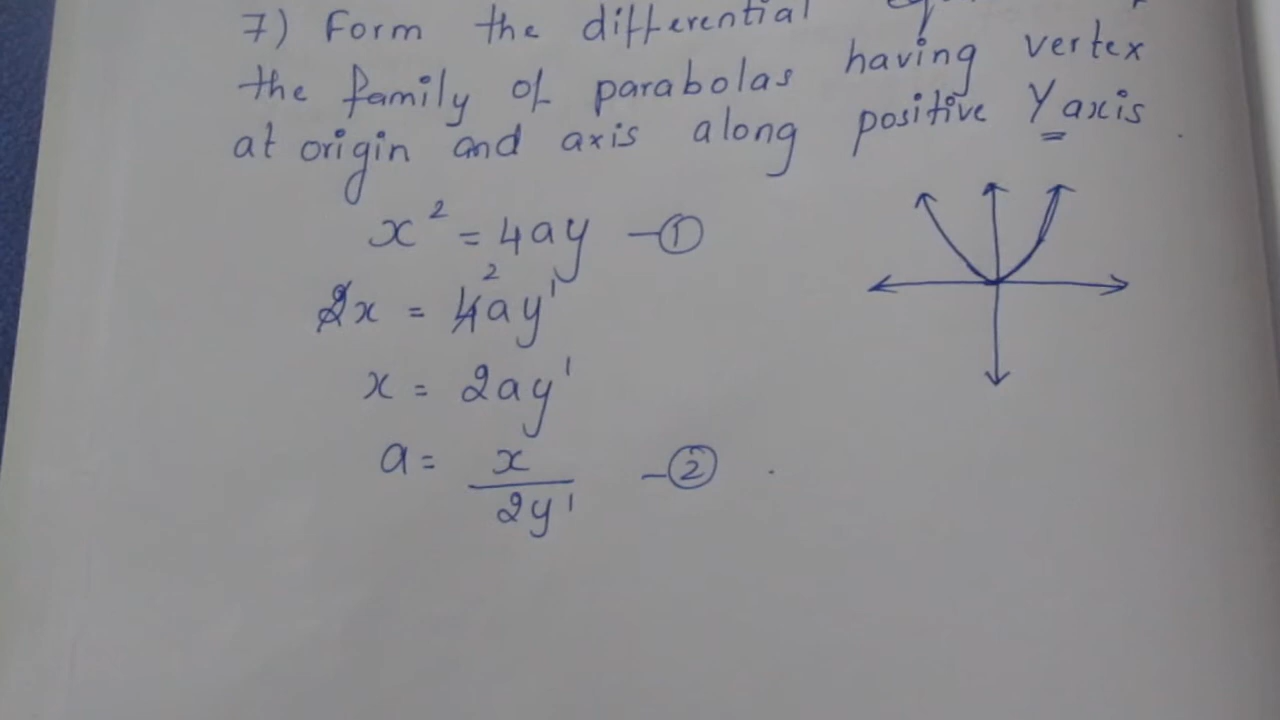 7) Form the differential
the family of parabolas having vertex
at origin and axis along positive Y axis .
x² = 4ay —①
2x = 4ay' 2
x = 2ay'
a = x / 2y' —②